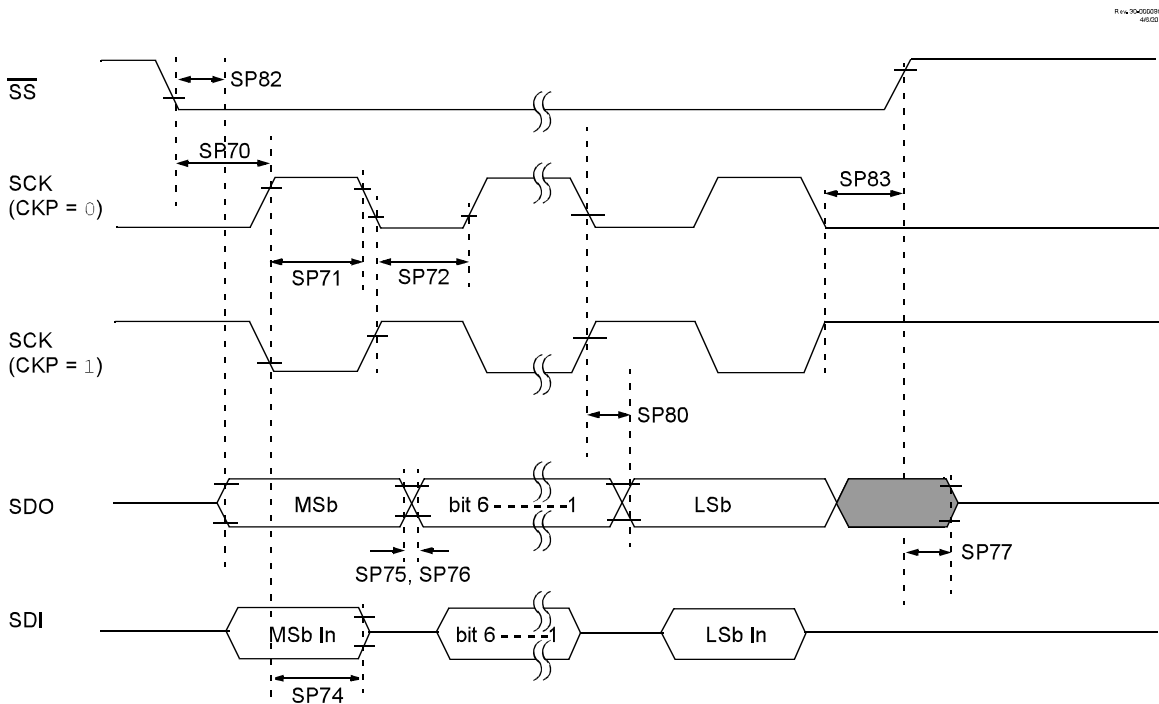 SS
SP82
SP70
SCK
(CKP = 0)
SP83
SP71
SP72
SCK
(CKP = 1)
SP80
SDO
MSb
bit 6 - - - - - - 1
LSb
SP75, SP76
SP77
SDI
MSb In
bit 6 - - - - 1
LSb In
SP74